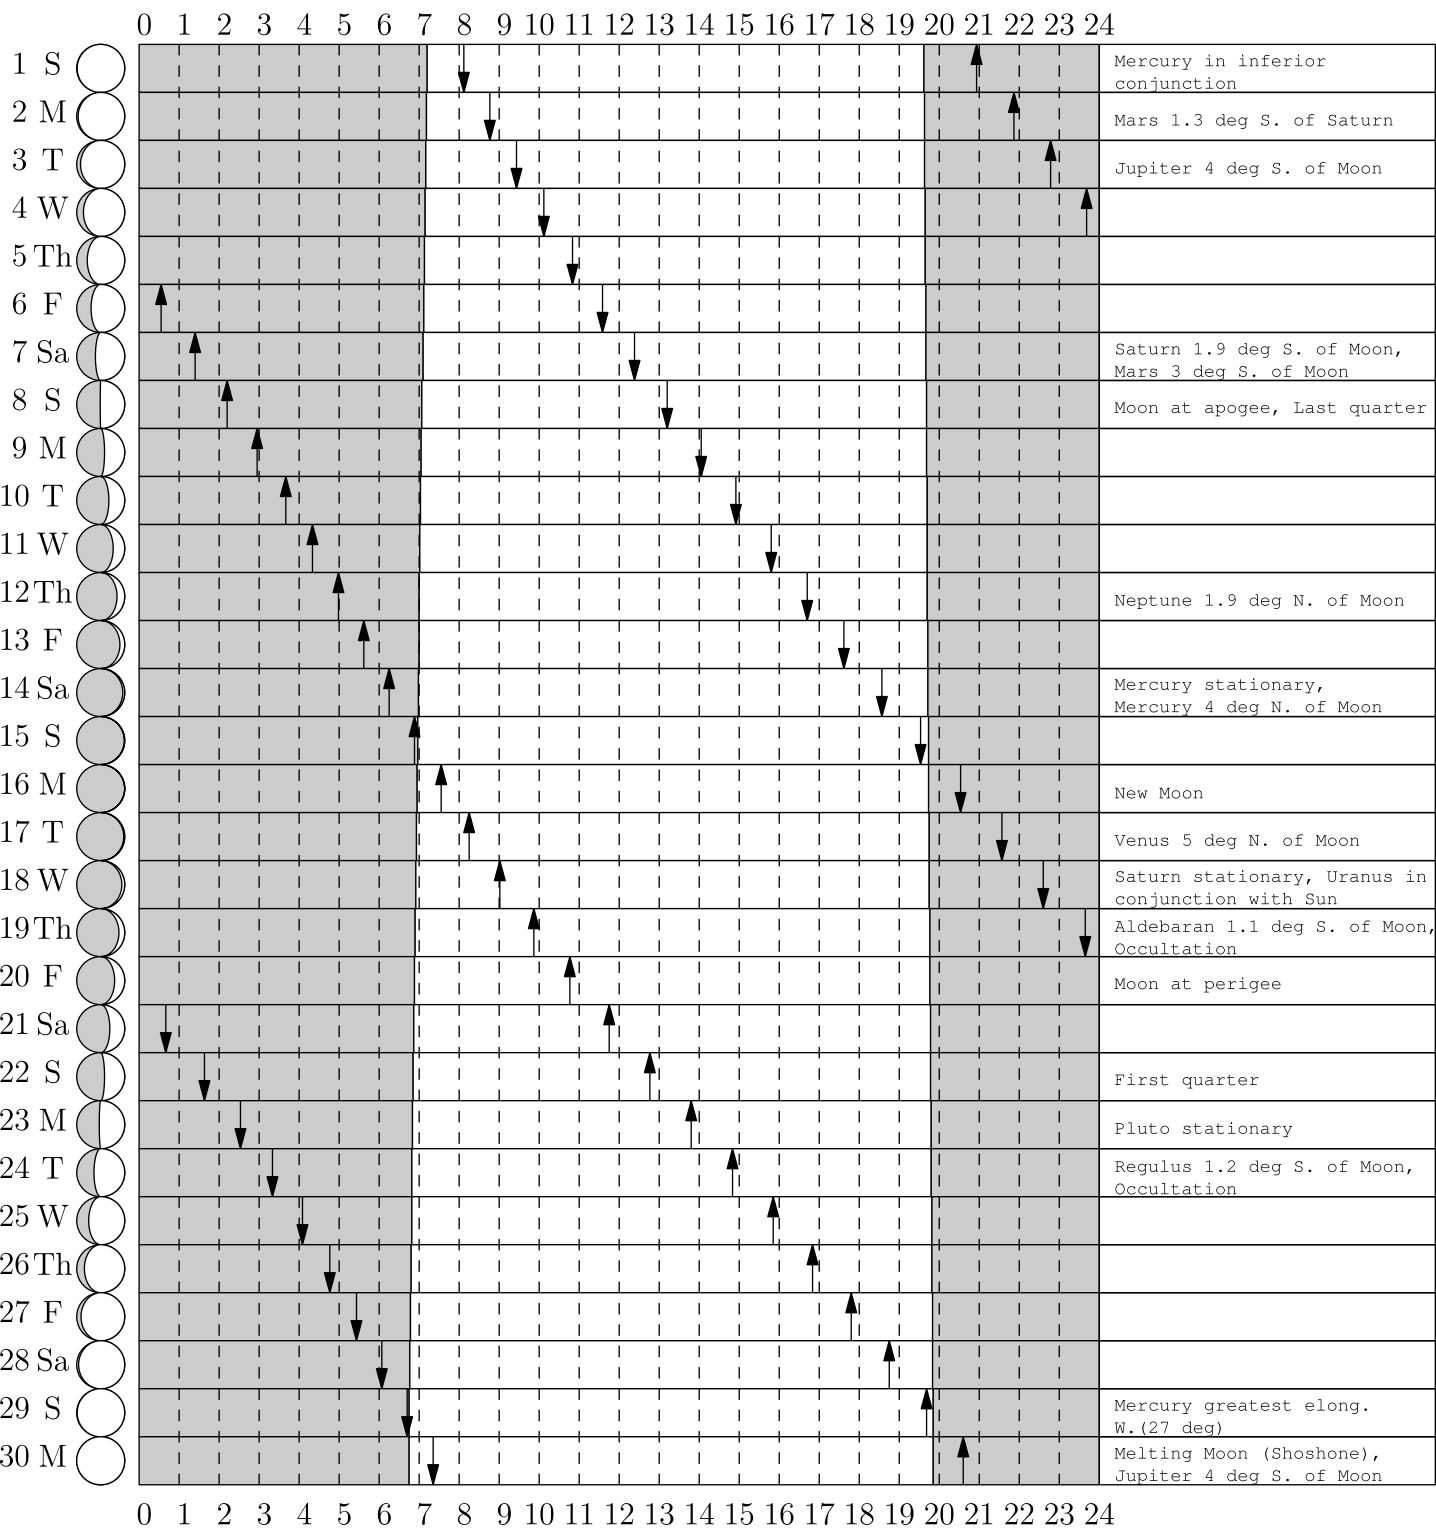 0 1 2 3 4 5 6 7 8 9 10 11 12 13 14 15 16 17 18 19 20 21 22 23 24
1 S Mercury in inferior
conjunction
2 M Mars 1.3 deg S. of Saturn
3 T Jupiter 4 deg S. of Moon
4 W
5 Th
6 F
7 Sa Saturn 1.9 deg S. of Moon,
Mars 3 deg S. of Moon
8 S Moon at apogee, Last quarter
9 M
10 T
11 W
12 Th Neptune 1.9 deg N. of Moon
13 F
14 Sa Mercury stationary,
Mercury 4 deg N. of Moon
15 S
16 M New Moon
17 T Venus 5 deg N. of Moon
18 W Saturn stationary, Uranus in
conjunction with Sun
19 Th Aldebaran 1.1 deg S. of Moon,
Occultation
20 F Moon at perigee
21 Sa
22 S First quarter
23 M Pluto stationary
24 T Regulus 1.2 deg S. of Moon,
Occultation
25 W
26 Th
27 F
28 Sa
29 S Mercury greatest elong.
W.(27 deg)
30 M Melting Moon (Shoshone),
Jupiter 4 deg S. of Moon
0 1 2 3 4 5 6 7 8 9 10 11 12 13 14 15 16 17 18 19 20 21 22 23 24